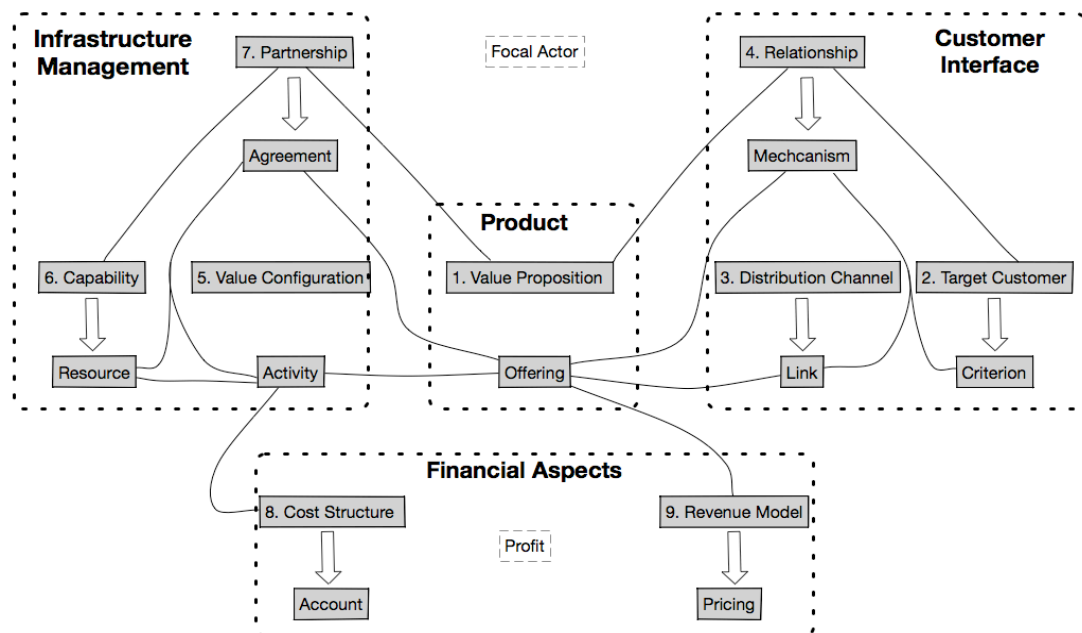 Infrastructure
Management
7. Partnership
Focal Actor
4. Relationship
Customer
Interface
Agreement
Mechcanism
Product
6. Capability
5. Value Configuration
1. Value Proposition
3. Distribution Channel
2. Target Customer
Resource
Activity
Offering
Link
Criterion
Financial Aspects
8. Cost Structure
9. Revenue Model
Profit
Account
Pricing